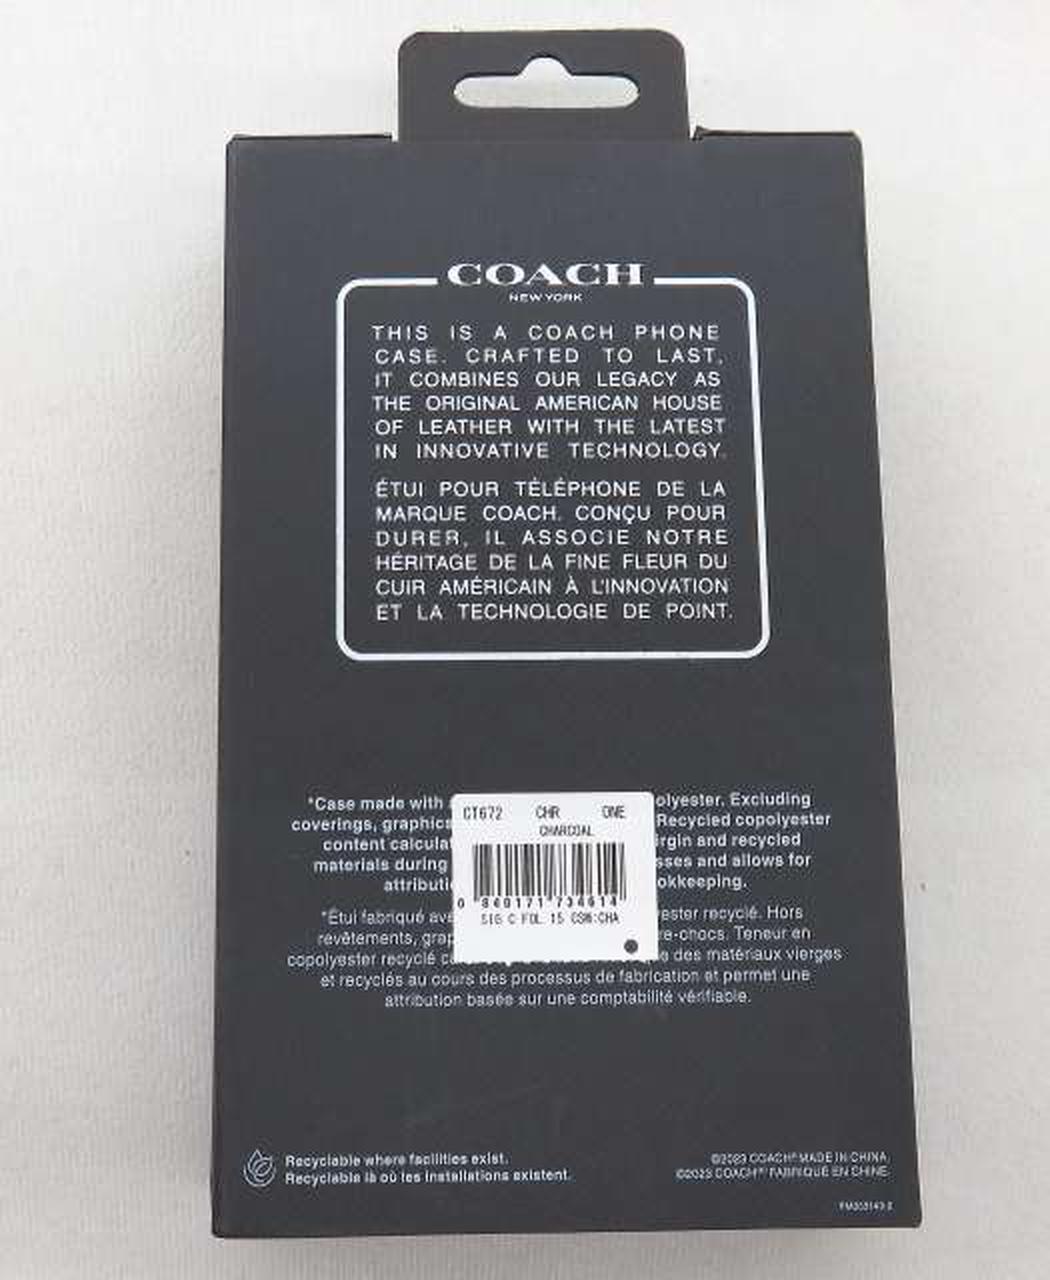 COACH
NEW YORK
THIS IS A COACH PHONE
CASE. CRAFTED TO LAST,
IT COMBINES OUR LEGACY AS
THE ORIGINAL AMERICAN HOUSE
OF LEATHER WITH THE LATEST
IN INNOVATIVE TECHNOLOGY.
ÉTUI POUR TÉLÉPHONE DE LA
MARQUE COACH. CONÇU POUR
DURER, IL ASSOCIE NOTRE
HÉRITAGE DE LA FINE FLEUR DU
CUIR AMÉRICAIN À L'INNOVATION
ET LA TECHNOLOGIE DE POINT.
*Case made with olyester. Excluding
coverings, graphics Recycled copolyester
content calculat irgin and recycled
materials during sses and allows for
attributi okkeeping.
CT672 CHR ONE
CHARCOAL
0 840171 734614
SIG C FOL 15 CSM:CHA
*Étui fabriqué ave yester recyclé. Hors
revêtements, grap re-chocs. Teneur en
copolyester recyclé ca e des matériaux vierges
et recyclés au cours des processus de fabrication et permet une
attribution basée sur une comptabilité vérifiable.
Recyclable where facilities exist.
Recyclable là où les installations existent.
©2023 COACH® MADE IN CHINA.
©2023 COACH® FABRIQUÉ EN CHINE.